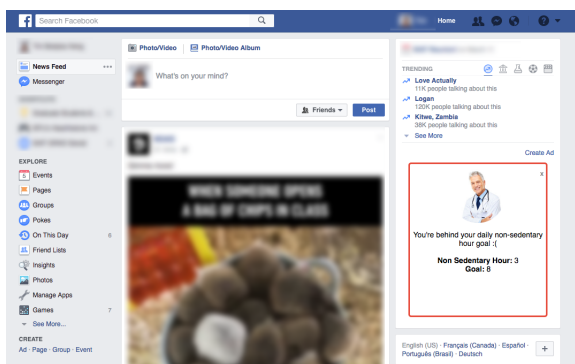 Search Facebook
Home
News Feed
Messenger
EXPLORE
5 Events
Pages
Groups
Pokes
On This Day 6
Friend Lists
Insights
Photos
Manage Apps
Games 7
See More...
CREATE
Ad · Page · Group · Event
Photo/Video
Photo/Video Album
What's on your mind?
Friends
Post
WHEN SOMEONE OPENS
A BAG OF CHIPS IN CLASS
TRENDING
Love Actually
11K people talking about this
Logan
120K people talking about this
Kitwe, Zambia
38K people talking about this
See More
Create Ad
x
You're behind your daily non-sedentary
hour goal :(
Non Sedentary Hour: 3
Goal: 8
English (US) · Français (Canada) · Español ·
Português (Brasil) · Deutsch
+